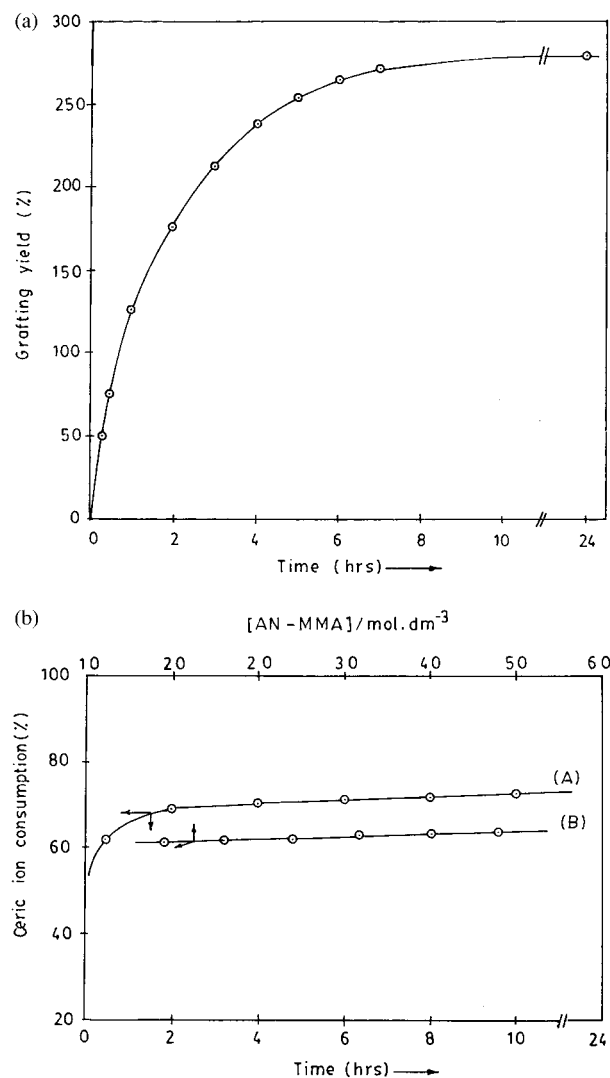 (a)
300
250
200
150
100
50
0
Grafting yield (%)
0 2 4 6 8 10 24
Time (hrs)
(b)
[AN-MMA]/mol.dm-3
10 20 20 30 40 50 60
100
80
60
40
20
Ceric ion consumption(%)
(A)
(B)
0 2 4 6 8 10 24
Time (hrs)